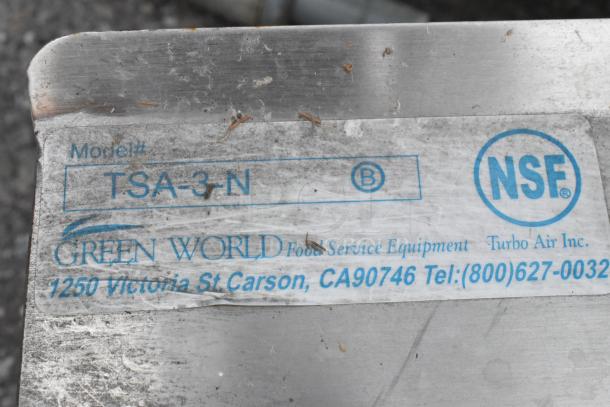 Model#
TSA-3-N B
NSF®
GREEN WORLD Food Service Equipment Turbo Air Inc.
1250 Victoria St. Carson, CA90746 Tel:(800)627-0032